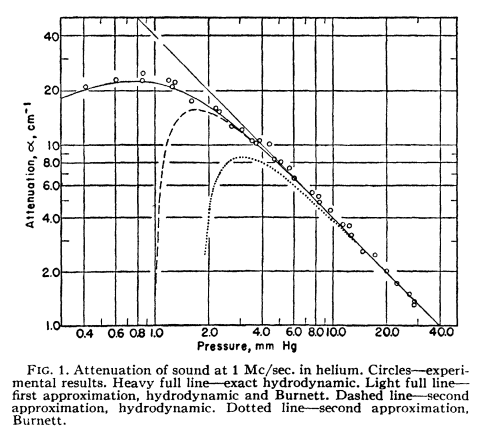 40
20
10
8.0
6.0
4.0
2.0
1.0
Attenuation, α, cm⁻¹
0.4 0.6 0.8 1.0 2.0 4.0 6.0 8.0 10.0 20.0 40.0
Pressure, mm Hg
FIG. 1. Attenuation of sound at 1 Mc/sec. in helium. Circles—experi-
mental results. Heavy full line—exact hydrodynamic. Light full line—
first approximation, hydrodynamic and Burnett. Dashed line—second
approximation, hydrodynamic. Dotted line—second approximation,
Burnett.